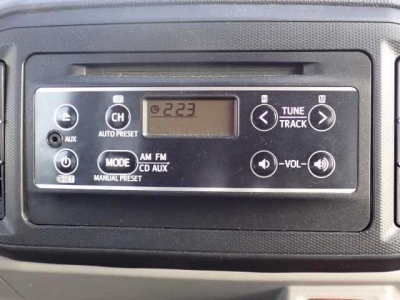 CH
2:23
TUNE
TRACK
AUX
AUTO PRESET
MODE
AM FM
CD AUX
VOL
MANUAL PRESET